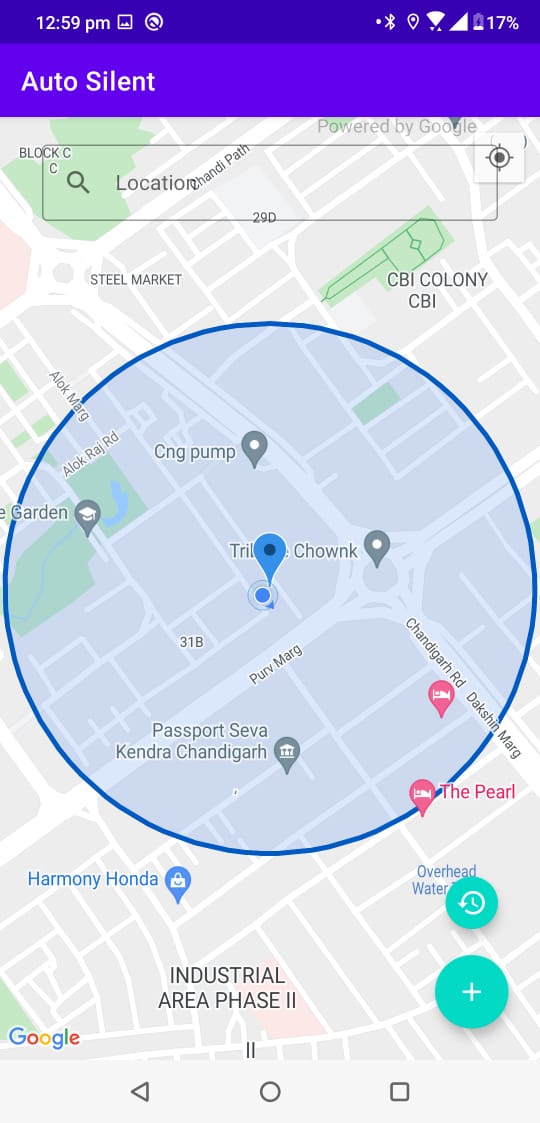 12:59 pm
17%
Auto Silent
Powered by Google
BLOCK C
C
Chandi Path
Location
29D
STEEL MARKET
CBI COLONY
CBI
Alok Marg
Alok Raj Rd
Cng pump
e Garden
Chownk
31B
Purv Marg
Chandigarh Rd
Dakshin Marg
Passport Seva
Kendra Chandigarh
The Pearl
Harmony Honda
Overhead
Water
INDUSTRIAL
AREA PHASE II
II
Google